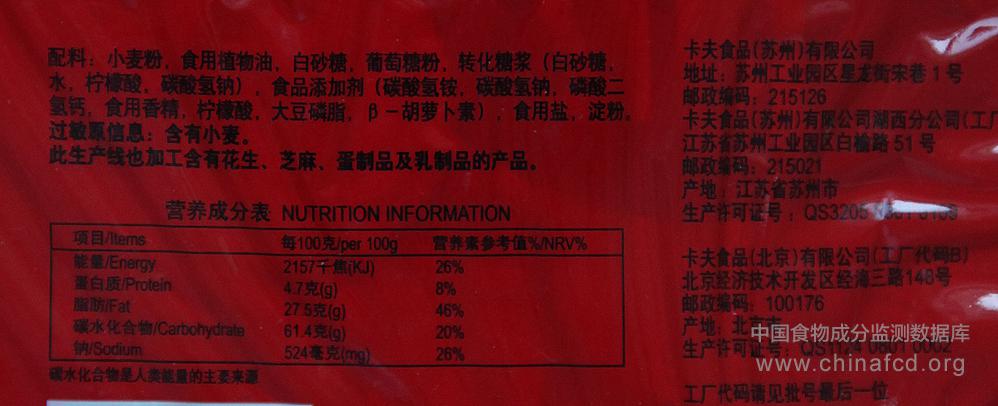 配料：小麦粉，食用植物油，白砂糖，葡萄糖粉，转化糖浆（白砂糖，
水，柠檬酸，碳酸氢钠），食品添加剂（碳酸氢铵，碳酸氢钠，磷酸二
氢钙，食用香精，柠檬酸，大豆磷脂，β－胡萝卜素），食用盐，淀粉。
过敏源信息：含有小麦。
此生产线也加工含有花生、芝麻、蛋制品及乳制品的产品。
营养成分表 NUTRITION INFORMATION
项目/Items 每100克/per 100g 营养素参考值%/NRV%
能量/Energy 2157千焦(KJ) 26%
蛋白质/Protein 4.7克(g) 8%
脂肪/Fat 27.5克(g) 46%
碳水化合物/Carbohydrate 61.4克(g) 20%
钠/Sodium 524毫克(mg) 26%
碳水化合物是人类能量的主要来源
卡夫食品(苏州)有限公司
地址：苏州工业园区星龙街宋巷 1 号
邮政编码：215126
卡夫食品(苏州)有限公司湖西分公司(工厂
江苏省苏州工业园区白榆路 51 号
邮政编码：215021
产地：江苏省苏州市
生产许可证号：QS3205
卡夫食品(北京)有限公司(工厂代码B)
北京经济技术开发区经海三路148号
邮政编码：100176
产地：北京市
生产许可证号：QS1124 0801 0002
工厂代码请见批号最后一位
中国食物成分监测数据库
www.chinafcd.org